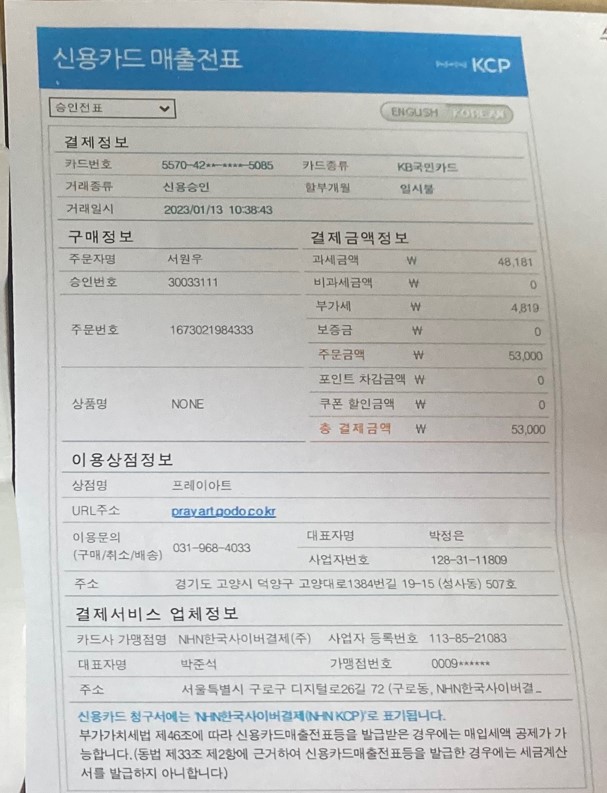 신용카드 매출전표
NHN KCP
승인전표
ENGLISH KOREAN
결제정보
카드번호 5570-42**-****-5085 카드종류 KB국민카드
거래종류 신용승인 할부개월 일시불
거래일시 2023/01/13 10:38:43
구매정보 결제금액정보
주문자명 서원우 과세금액 ₩ 48,181
승인번호 30033111 비과세금액 ₩ 0
부가세 ₩ 4,819
주문번호 1673021984333 보증금 ₩ 0
주문금액 ₩ 53,000
포인트 차감금액 ₩ 0
상품명 NONE 쿠폰 할인금액 ₩ 0
총 결제금액 ₩ 53,000
이용상점정보
상점명 프레이아트
URL주소 prayart.godo.co.kr
이용문의
(구매/취소/배송) 031-968-4033 대표자명 박정은
사업자번호 128-31-11809
주소 경기도 고양시 덕양구 고양대로1384번길 19-15 (성사동) 507호
결제서비스 업체정보
카드사 가맹점명 NHN한국사이버결제(주) 사업자 등록번호 113-85-21083
대표자명 박준석 가맹점번호 0009******
주소 서울특별시 구로구 디지털로26길 72 (구로동, NHN한국사이버결...
신용카드 청구서에는 'NHN한국사이버결제(NHN KCP)'로 표기됩니다.
부가가치세법 제46조에 따라 신용카드매출전표등을 발급받은 경우에는 매입세액 공제가 가
능합니다.(동법 제33조 제2항에 근거하여 신용카드매출전표등을 발급한 경우에는 세금계산
서를 발급하지 아니합니다)